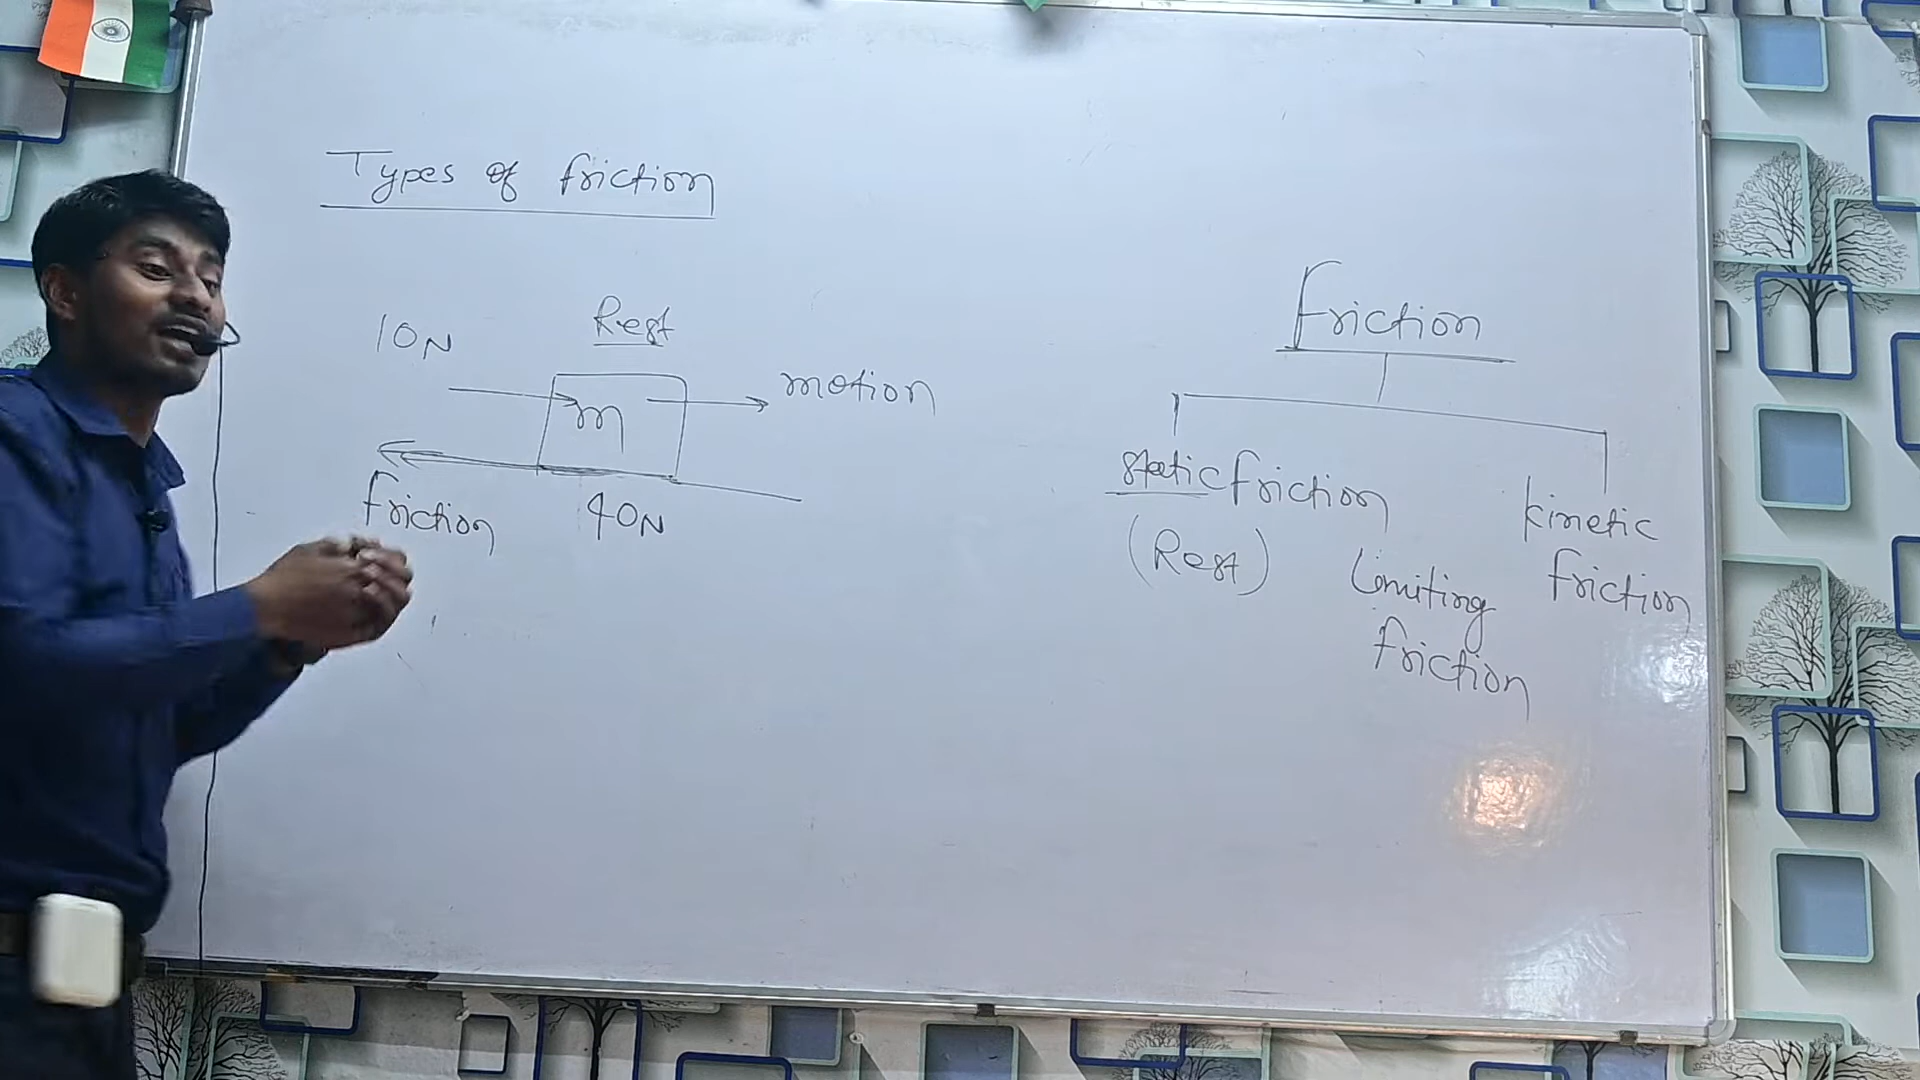 Types of friction
10N
Rest
m
motion
friction
40N
Friction
static friction
(Rest)
Limiting
friction
kinetic
friction